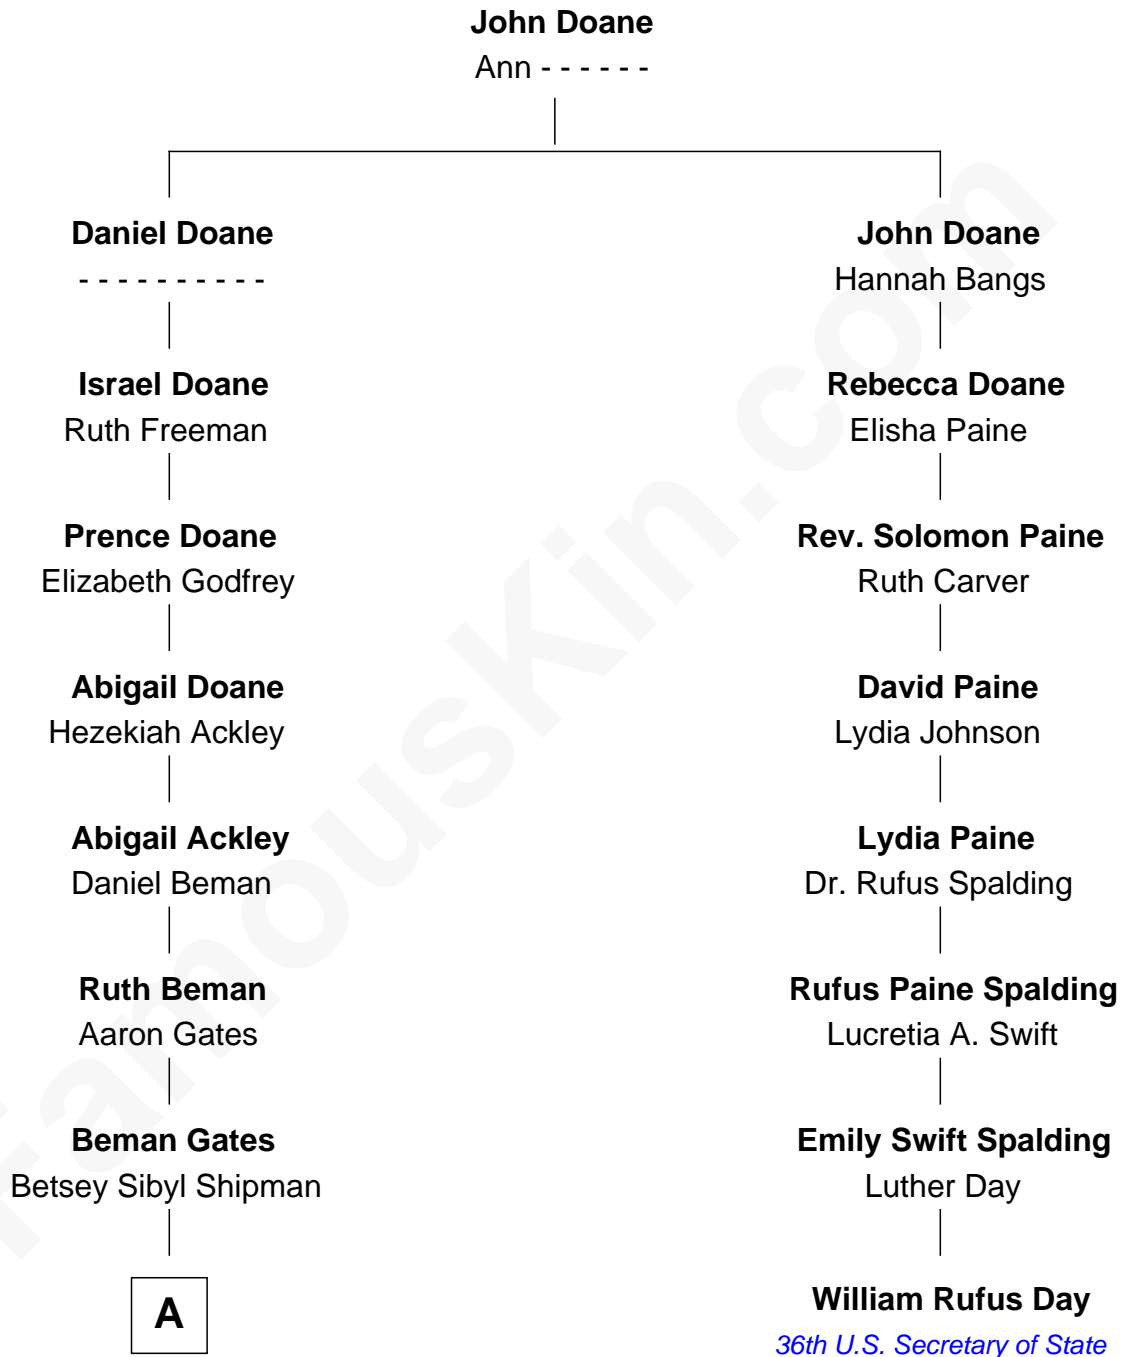 John Doane
Ann - - - - - -
Daniel Doane
- - - - - - - - - -
John Doane
Hannah Bangs
Israel Doane
Ruth Freeman
Rebecca Doane
Elisha Paine
Prence Doane
Elizabeth Godfrey
Rev. Solomon Paine
Ruth Carver
Abigail Doane
Hezekiah Ackley
David Paine
Lydia Johnson
Abigail Ackley
Daniel Beman
Lydia Paine
Dr. Rufus Spalding
Ruth Beman
Aaron Gates
Rufus Paine Spalding
Lucretia A. Swift
Beman Gates
Betsey Sibyl Shipman
Emily Swift Spalding
Luther Day
A
William Rufus Day
36th U.S. Secretary of State
FamousKin.com